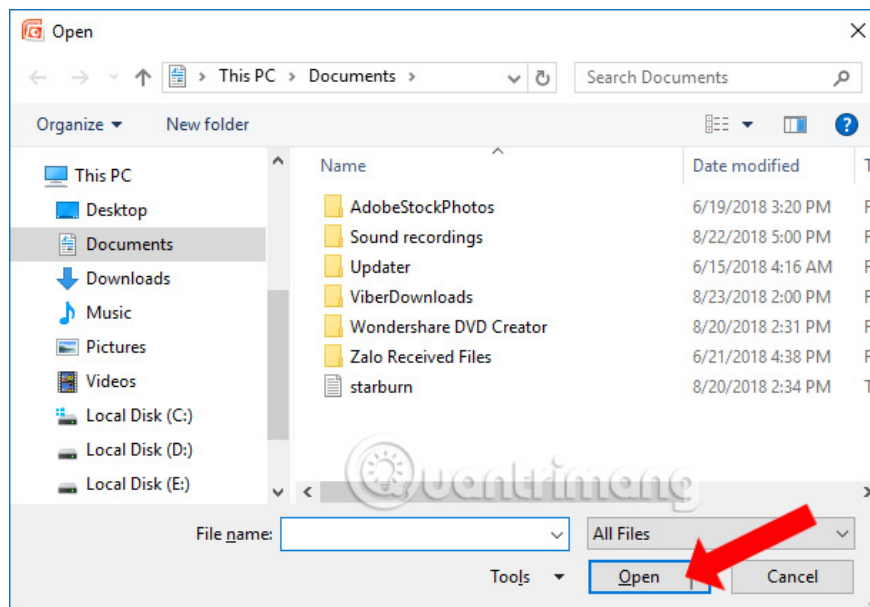 Open
This PC > Documents >
Search Documents
Organize
New folder
Name
Date modified
T
This PC
Desktop
Documents
Downloads
Music
Pictures
Videos
Local Disk (C:)
Local Disk (D:)
Local Disk (E:)
AdobeStockPhotos 6/19/2018 3:20 PM F
Sound recordings 8/22/2018 5:00 PM F
Updater 6/15/2018 4:16 AM F
ViberDownloads 8/23/2018 2:00 PM F
Wondershare DVD Creator 8/20/2018 2:31 PM F
Zalo Received Files 6/21/2018 4:38 PM F
starburn 8/20/2018 2:34 PM T
Quantrimang
File name:
All Files
Tools
Open
Cancel